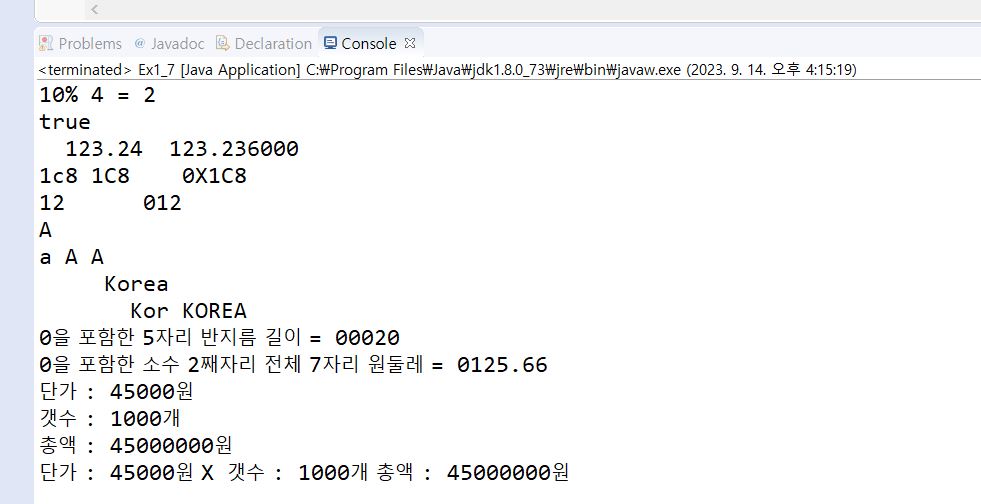 Problems @ Javadoc Declaration Console
<terminated> Ex1_7 [Java Application] C:₩Program Files₩Java₩jdk1.8.0_73₩jre₩bin₩javaw.exe (2023. 9. 14. 오후 4:15:19)
10% 4 = 2
true
  123.24  123.236000
1c8 1C8    0X1C8
12      012
A
a A A
     Korea
       Kor KOREA
0을 포함한 5자리 반지름 길이 = 00020
0을 포함한 소수 2째자리 전체 7자리 원둘레 = 0125.66
단가 : 45000원
갯수 : 1000개
총액 : 45000000원
단가 : 45000원 X 갯수 : 1000개 총액 : 45000000원